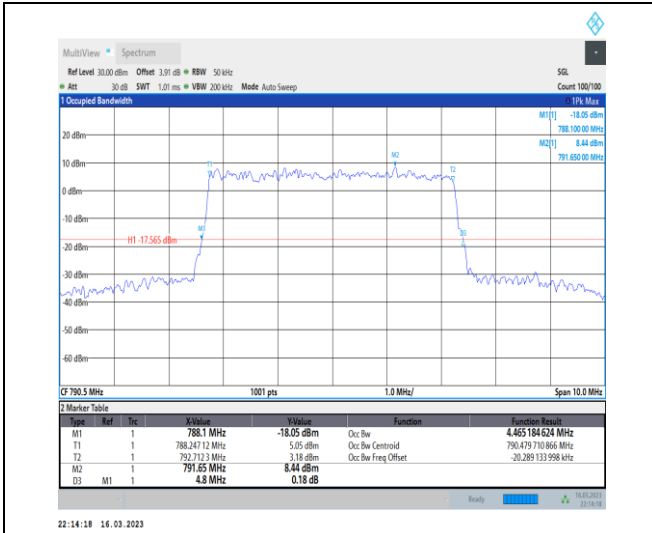 MultiView Spectrum
Ref Level 30.00 dBm Offset 3.91 dB RBW 50 kHz SGL
Att 30 dB SWT 1.01 ms VBW 200 kHz Mode Auto Sweep Count 100/100
1 Occupied Bandwidth 1Pk Max
M1[1] -18.05 dBm
788.100 00 MHz
M2[1] 8.44 dBm
791.650 00 MHz
20 dBm
10 dBm
0 dBm
-10 dBm
-20 dBm
-30 dBm
-40 dBm
-50 dBm
-60 dBm
T1
M2
T2
H1 -17.565 dBm
CF 790.5 MHz 1001 pts 1.0 MHz/ Span 10.0 MHz
2 Marker Table
Type Ref Trc X-Value Y-Value Function Function Result
M1 1 788.1 MHz -18.05 dBm Occ Bw 4.465 184 624 MHz
T1 1 788.247 12 MHz 5.05 dBm Occ Bw Centroid 790.479 710 866 MHz
T2 1 792.712 3 MHz 3.18 dBm Occ Bw Freq Offset -20.289 133 998 kHz
M2 1 791.65 MHz 8.44 dBm
D3 M1 1 4.8 MHz 0.18 dB
Ready 16.03.2023
22:14:18
22:14:18 16.03.2023